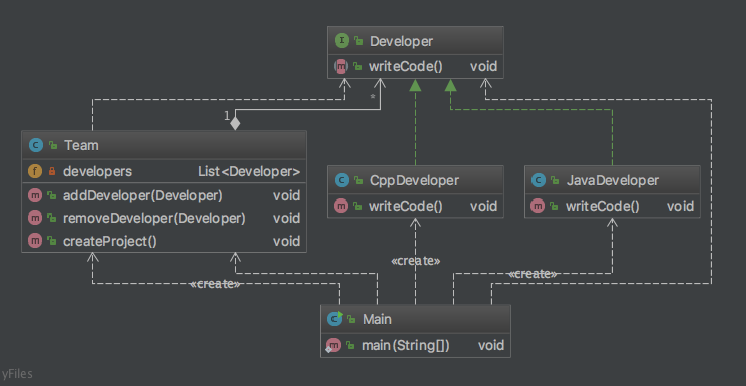 I Developer
m writeCode() void
1
*
C Team
f developers List<Developer>
m addDeveloper(Developer) void
m removeDeveloper(Developer) void
m createProject() void
C CppDeveloper
m writeCode() void
C JavaDeveloper
m writeCode() void
«create»
«create»
«create»
C Main
m main(String[]) void
yFiles